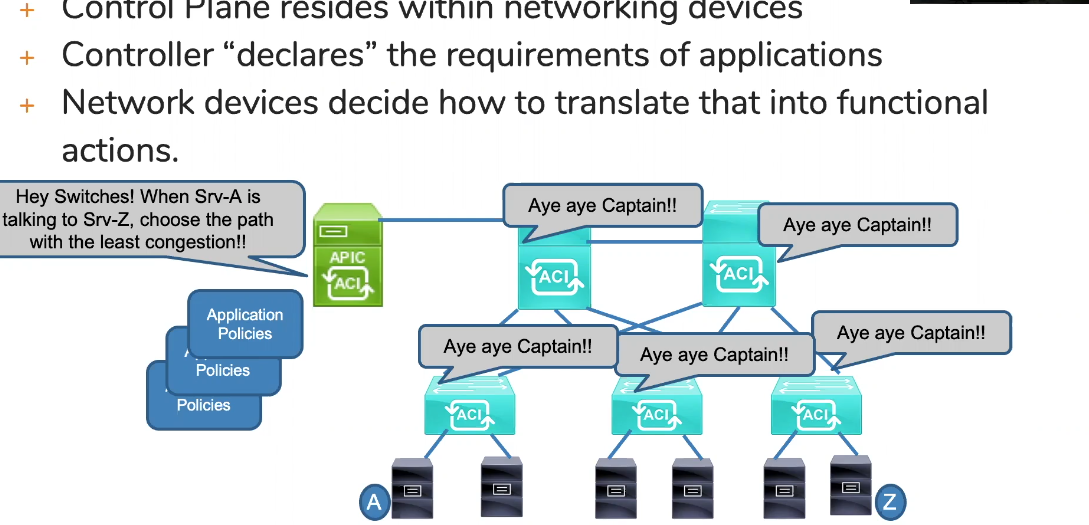 + Control Plane resides within networking devices
+ Controller “declares” the requirements of applications
+ Network devices decide how to translate that into functional
actions.
Hey Switches! When Srv-A is
talking to Srv-Z, choose the path
with the least congestion!!
Aye aye Captain!!
Aye aye Captain!!
APIC
ACI
ACI
ACI
Application
Policies
Policies
Policies
Aye aye Captain!!
Aye aye Captain!!
Aye aye Captain!!
ACI
ACI
ACI
A
Z